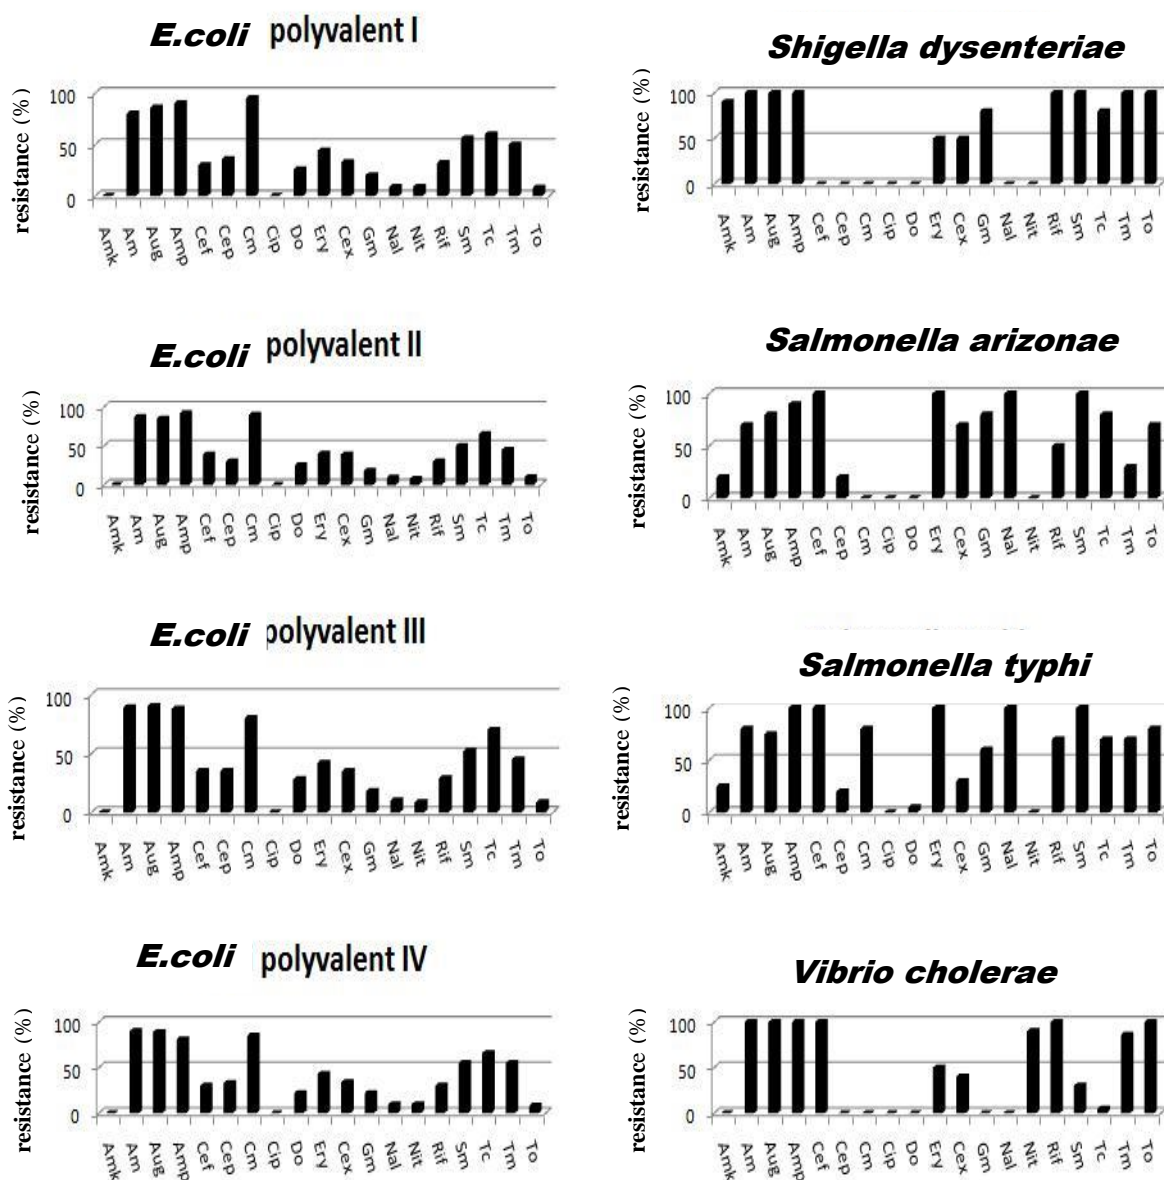 E.coli polyvalent I
resistance (%)
100
50
0
Amk Am Aug Amp Cef Cep Cm Cip Do Ery Cex Gm Nal Nit Rif Sm Tc Tm To
Shigella dysenteriae
resistance (%)
100
50
0
Amk Am Aug Amp Cef Cep Cm Cip Do Ery Cex Gm Nal Nit Rif Sm Tc Tm To
E.coli polyvalent II
resistance (%)
100
50
0
Amk Am Aug Amp Cef Cep Cm Cip Do Ery Cex Gm Nal Nit Rif Sm Tc Tm To
Salmonella arizonae
resistance (%)
100
50
0
Amk Am Aug Amp Cef Cep Cm Cip Do Ery Cex Gm Nal Nit Rif Sm Tc Tm To
E.coli polyvalent III
resistance (%)
100
50
0
Amk Am Aug Amp Cef Cep Cm Cip Do Ery Cex Gm Nal Nit Rif Sm Tc Tm To
Salmonella typhi
resistance (%)
100
50
0
Amk Am Aug Amp Cef Cep Cm Cip Do Ery Cex Gm Nal Nit Rif Sm Tc Tm To
E.coli polyvalent IV
resistance (%)
100
50
0
Amk Am Aug Amp Cef Cep Cm Cip Do Ery Cex Gm Nal Nit Rif Sm Tc Tm To
Vibrio cholerae
resistance (%)
100
50
0
Amk Am Aug Amp Cef Cep Cm Cip Do Ery Cex Gm Nal Nit Rif Sm Tc Tm To